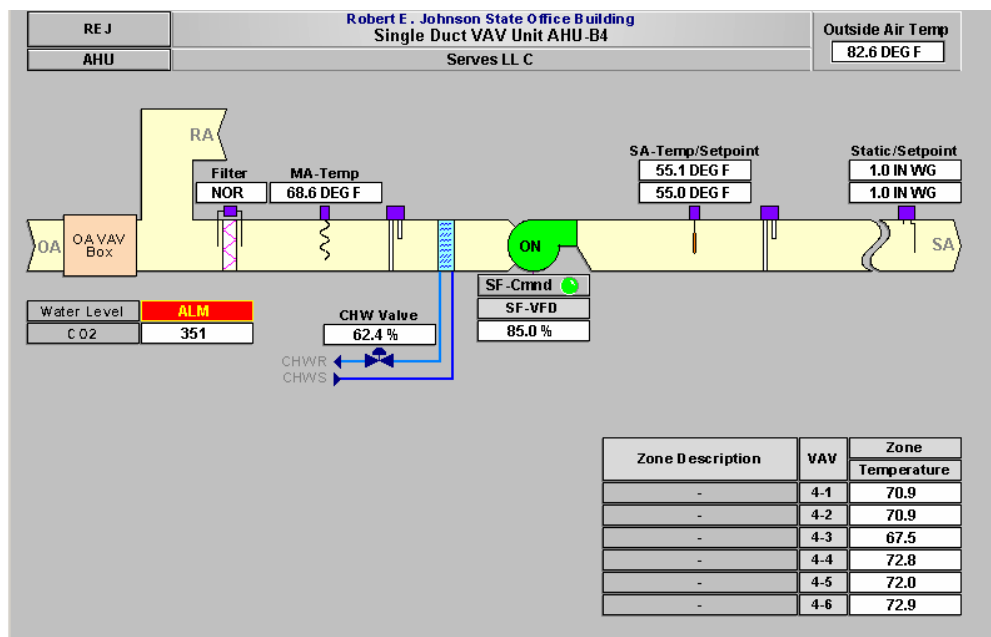 REJ
Robert E. Johnson State Office Building
Single Duct VAV Unit AHU-B4
Outside Air Temp
82.6 DEG F
AHU
Serves LL C
RA
Filter
NOR
MA-Temp
68.6 DEG F
SA-Temp/Setpoint
55.1 DEG F
55.0 DEG F
Static/Setpoint
1.0 IN WG
1.0 IN WG
OA
OA VAV
Box
ON
SA
SF-Cmnd
SF-VFD
85.0 %
Water Level ALM
CO2 351
CHW Valve
62.4 %
CHWR
CHWS
Zone Description VAV Zone
Temperature
- 4-1 70.9
- 4-2 70.9
- 4-3 67.5
- 4-4 72.8
- 4-5 72.0
- 4-6 72.9